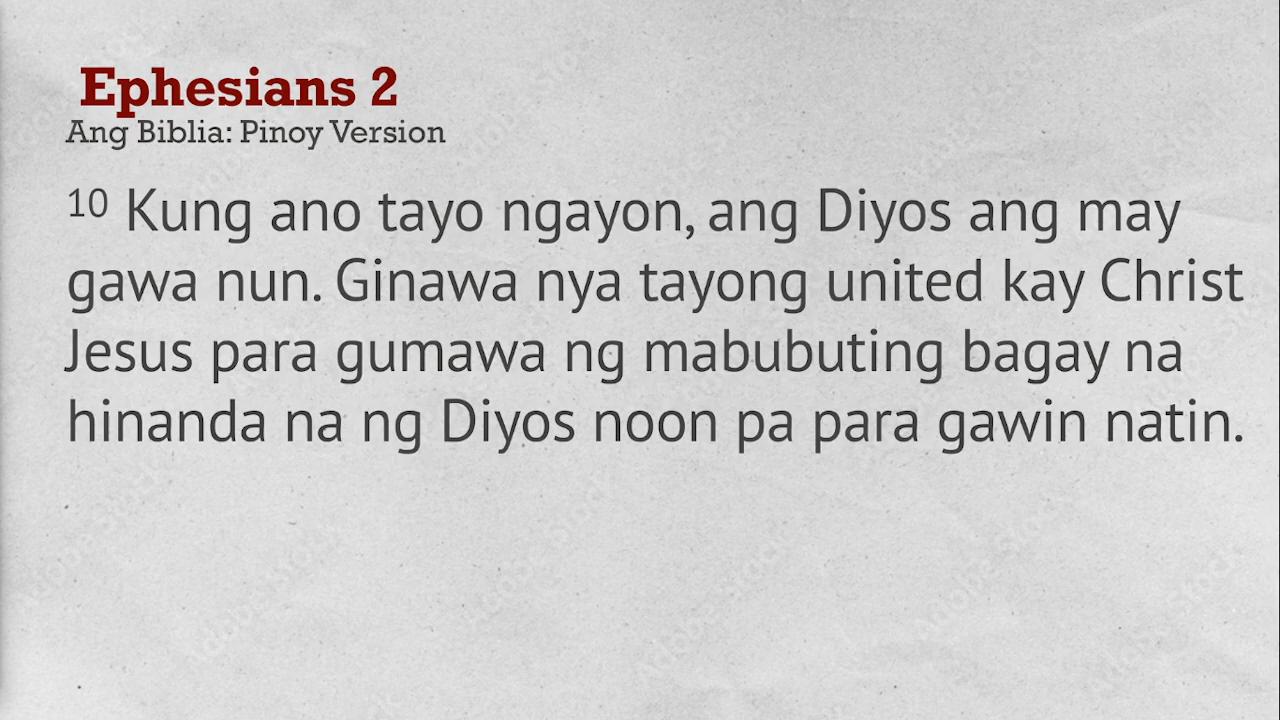 Ephesians 2
Ang Biblia: Pinoy Version
10 Kung ano tayo ngayon, ang Diyos ang may
gawa nun. Ginawa nya tayong united kay Christ
Jesus para gumawa ng mabubuting bagay na
hinanda na ng Diyos noon pa para gawin natin.